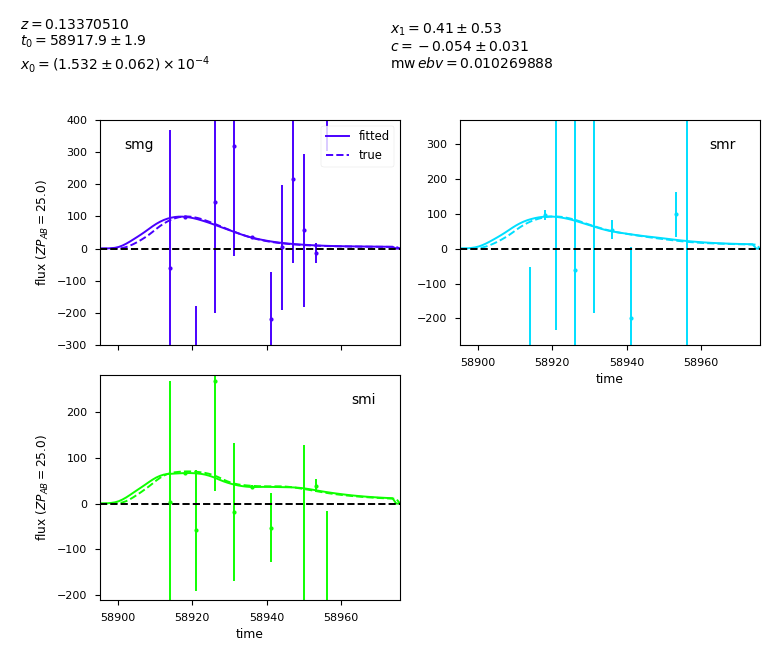 z = 0.13370510
t₀ = 58917.9 ± 1.9
x₀ = (1.532 ± 0.062) × 10⁻⁴
x₁ = 0.41 ± 0.53
c = −0.054 ± 0.031
mw ebv = 0.010269888
smg
fitted
true
400
300
200
100
0
−100
−200
−300
flux (ZP_AB = 25.0)
smr
300
200
100
0
−100
−200
58900 58920 58940 58960
time
smi
200
100
0
−100
−200
flux (ZP_AB = 25.0)
58900 58920 58940 58960
time